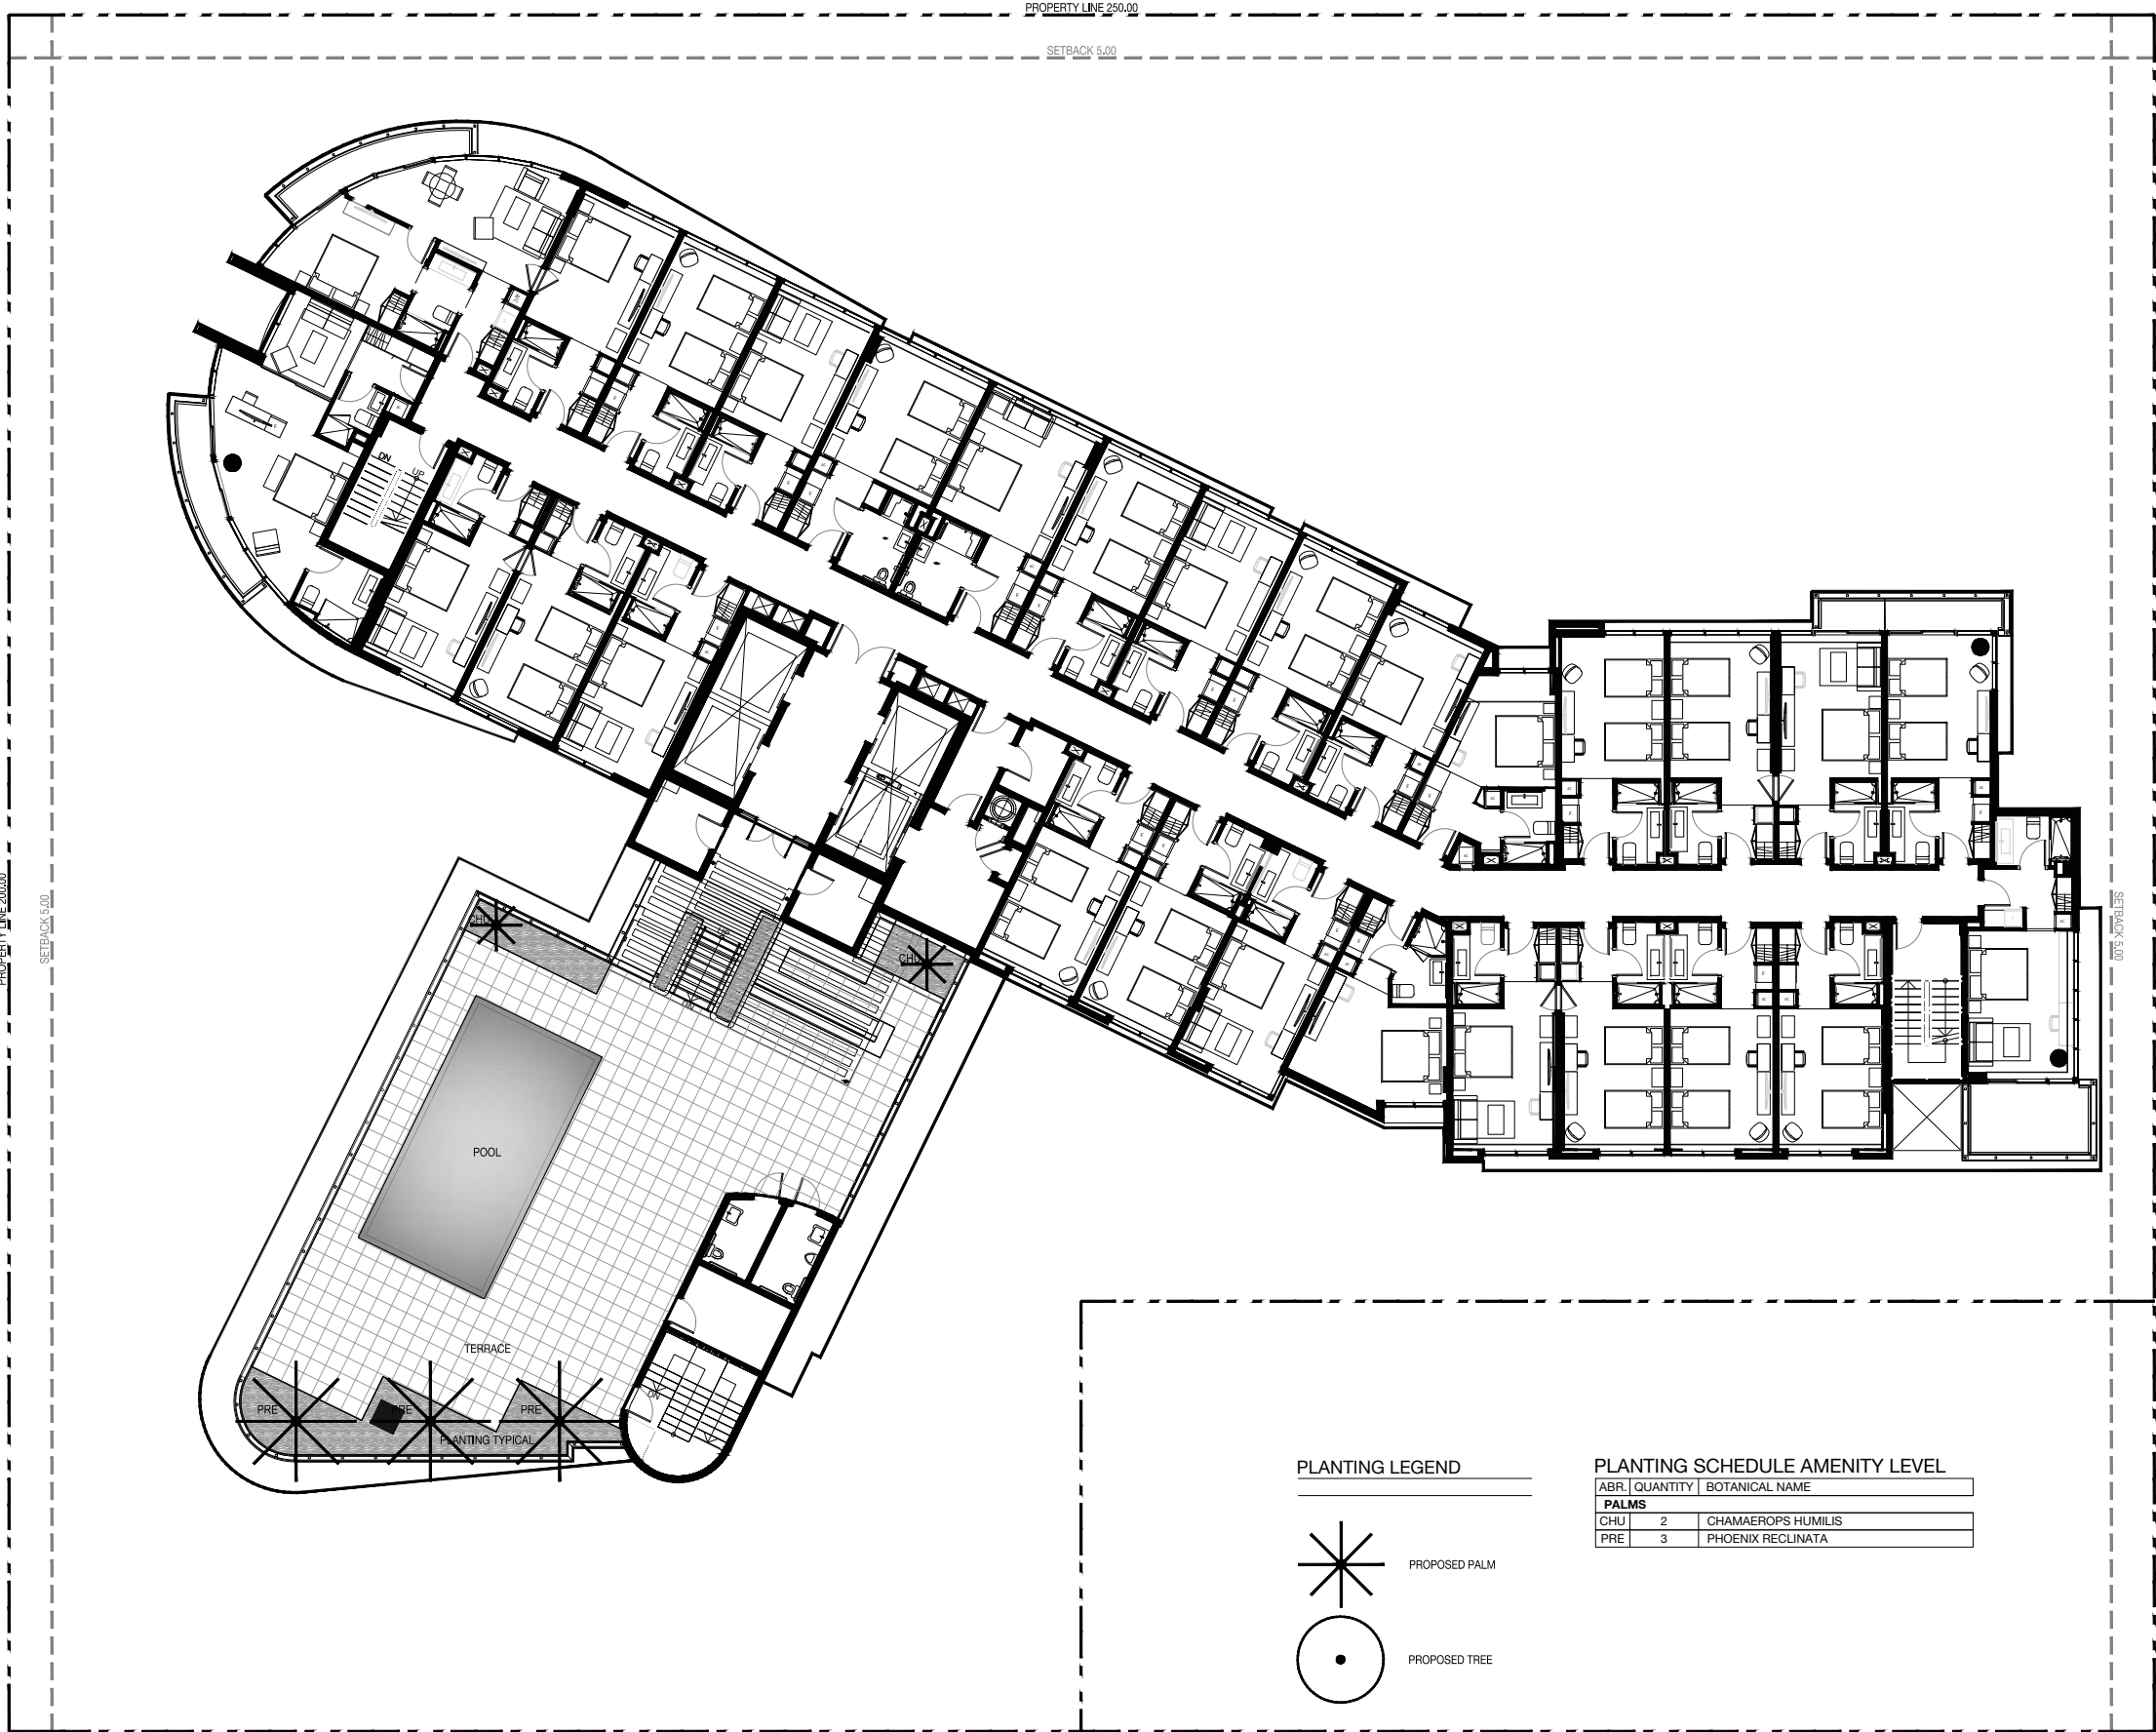 PROPERTY LINE 250.00
SETBACK 5.00
DN
UP
PROPERTY LINE 200.00
SETBACK 5.00
SETBACK 5.00
CHU
CHU
POOL
TERRACE
DN
PRE
PRE
PRE
PLANTING TYPICAL
PLANTING LEGEND
PROPOSED PALM
PROPOSED TREE
PLANTING SCHEDULE AMENITY LEVEL
ABR. QUANTITY BOTANICAL NAME
PALMS
CHU 2 CHAMAEROPS HUMILIS
PRE 3 PHOENIX RECLINATA